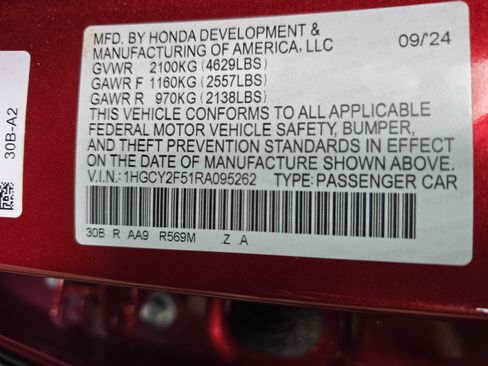 MFD. BY HONDA DEVELOPMENT &
MANUFACTURING OF AMERICA, LLC 09/24
GVWR 2100KG (4629LBS)
GAWR F 1160KG (2557LBS)
GAWR R 970KG (2138LBS)
THIS VEHICLE CONFORMS TO ALL APPLICABLE
FEDERAL MOTOR VEHICLE SAFETY, BUMPER,
AND THEFT PREVENTION STANDARDS IN EFFECT
ON THE DATE OF MANUFACTURE SHOWN ABOVE.
V.I.N.: 1HGCY2F51RA095262 TYPE: PASSENGER CAR
30B R AA9 R569M .Z .A
30B-A2